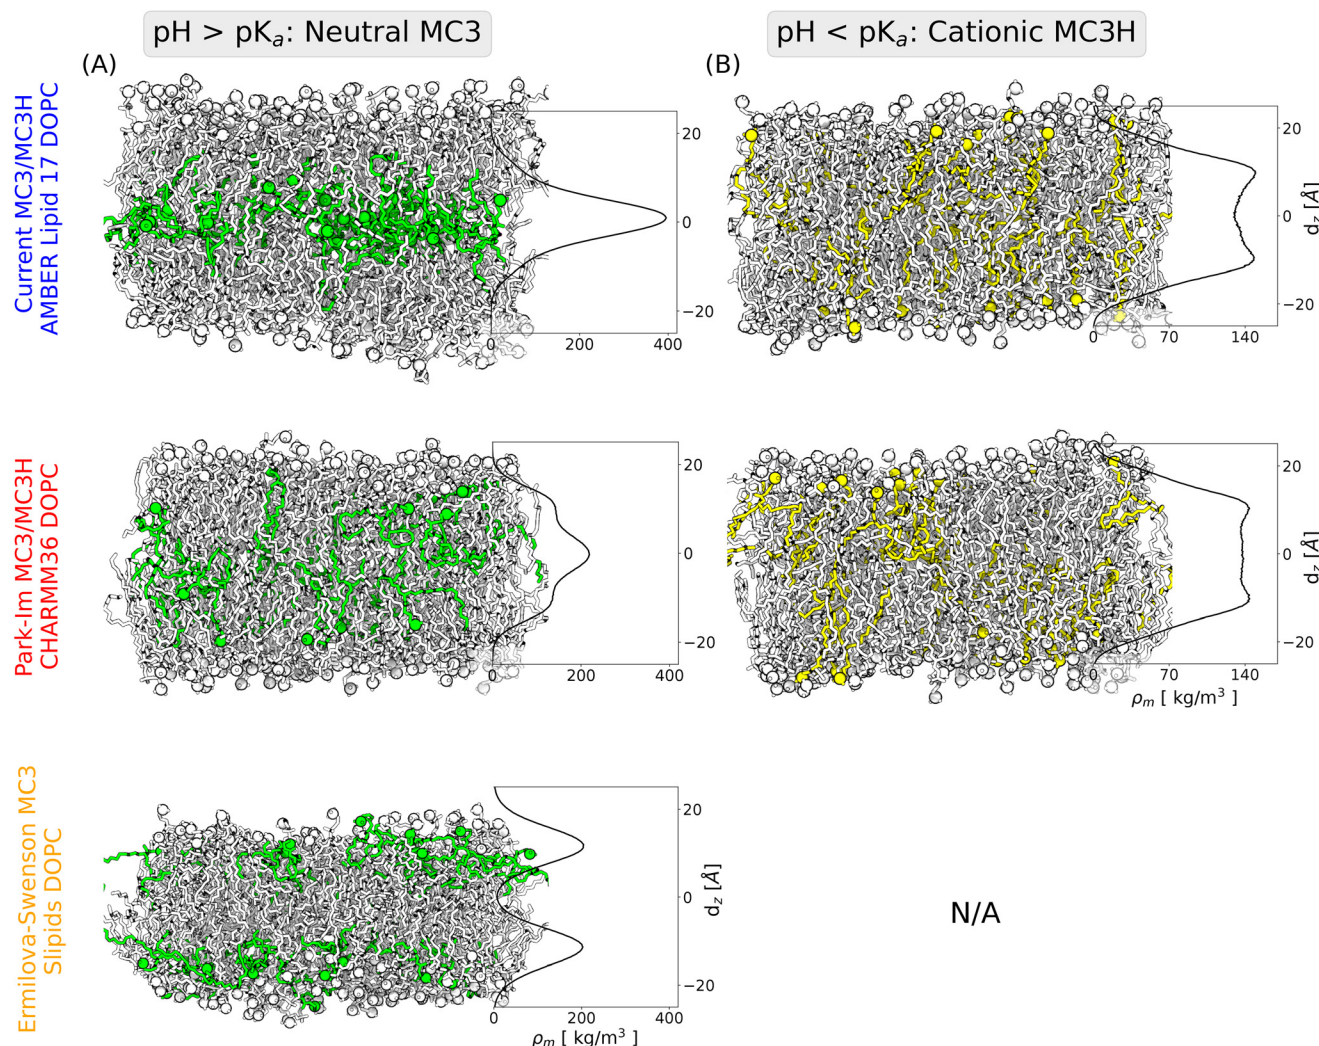 pH > pKₐ: Neutral MC3
pH < pKₐ: Cationic MC3H
(A)
(B)
Current MC3/MC3H
AMBER Lipid 17 DOPC
20
0
−20
0
200
400
20
0
−20
dz [Å]
0
70
140
Park-Im MC3/MC3H
CHARMM36 DOPC
20
0
−20
0
200
400
20
0
−20
dz [Å]
0
70
140
ρm [ kg/m³ ]
Ermilova-Swenson MC3
Slipids DOPC
20
0
−20
dz [Å]
0
200
400
ρm [ kg/m³ ]
N/A